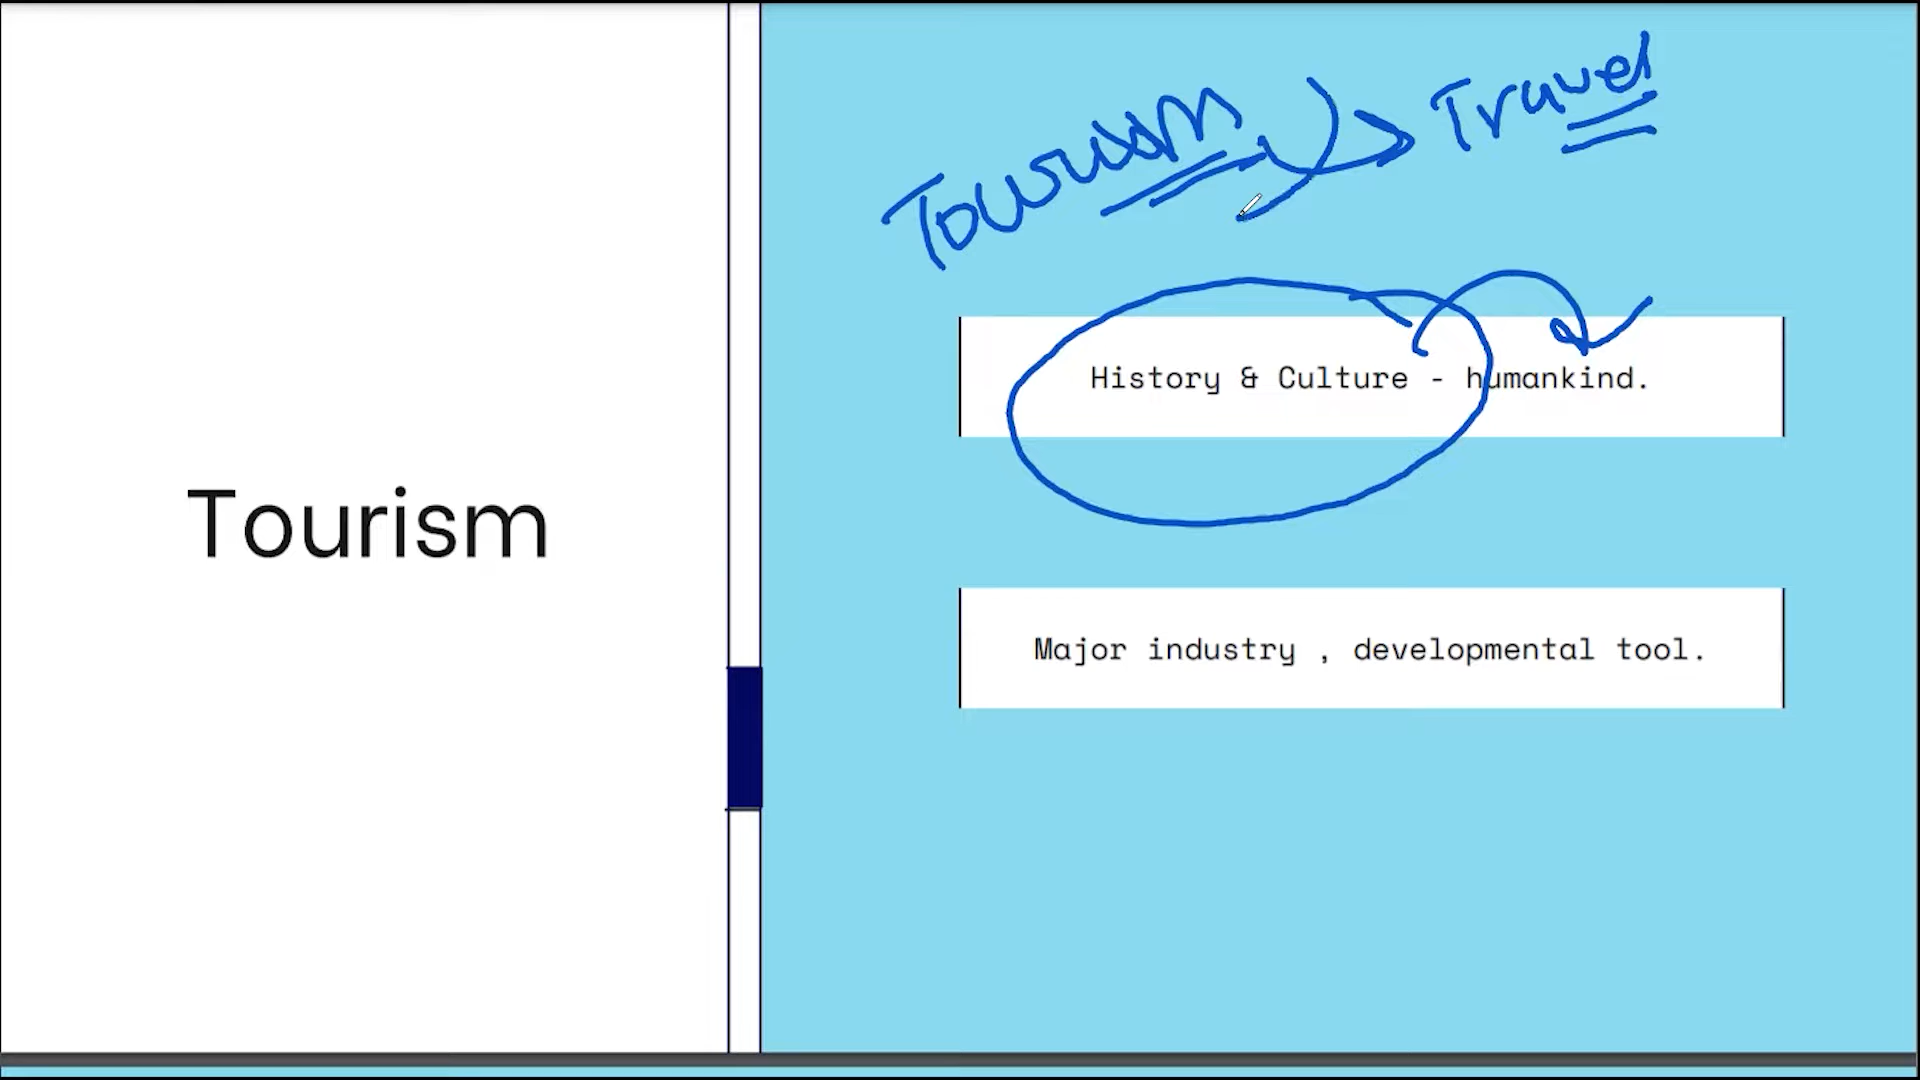 Tourism
Tourism Travel
History & Culture - humankind.
Major industry , developmental tool.